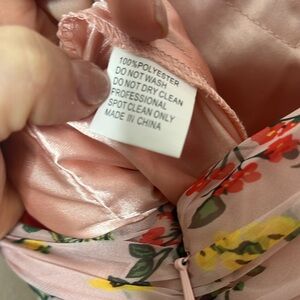 100%POLYESTER
DO NOT WASH
DO NOT DRY CLEAN
PROFESSIONAL
SPOT CLEAN ONLY
MADE IN CHINA